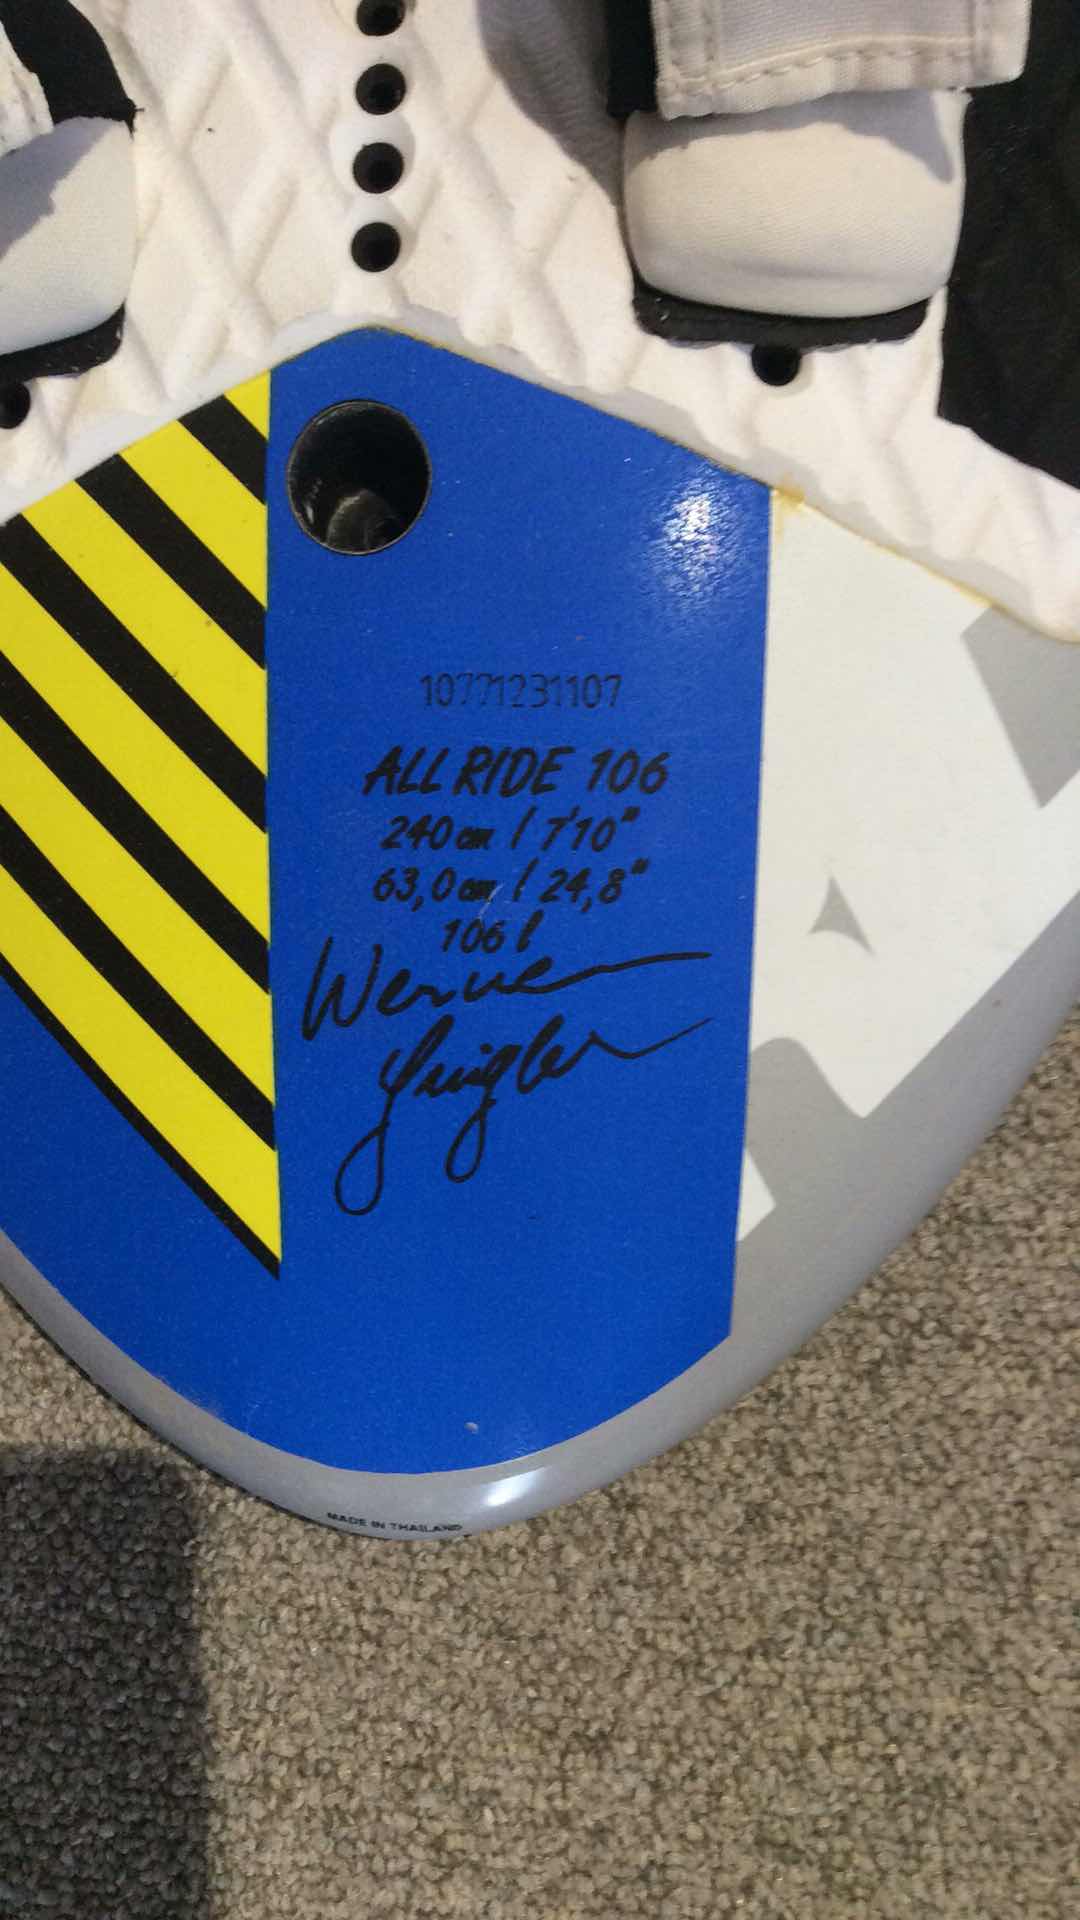 10771231107
ALL RIDE 106
240 cm / 7'10"
63,0 cm / 24,8"
106 l
Werner
Gnigler
MADE IN THAILAND